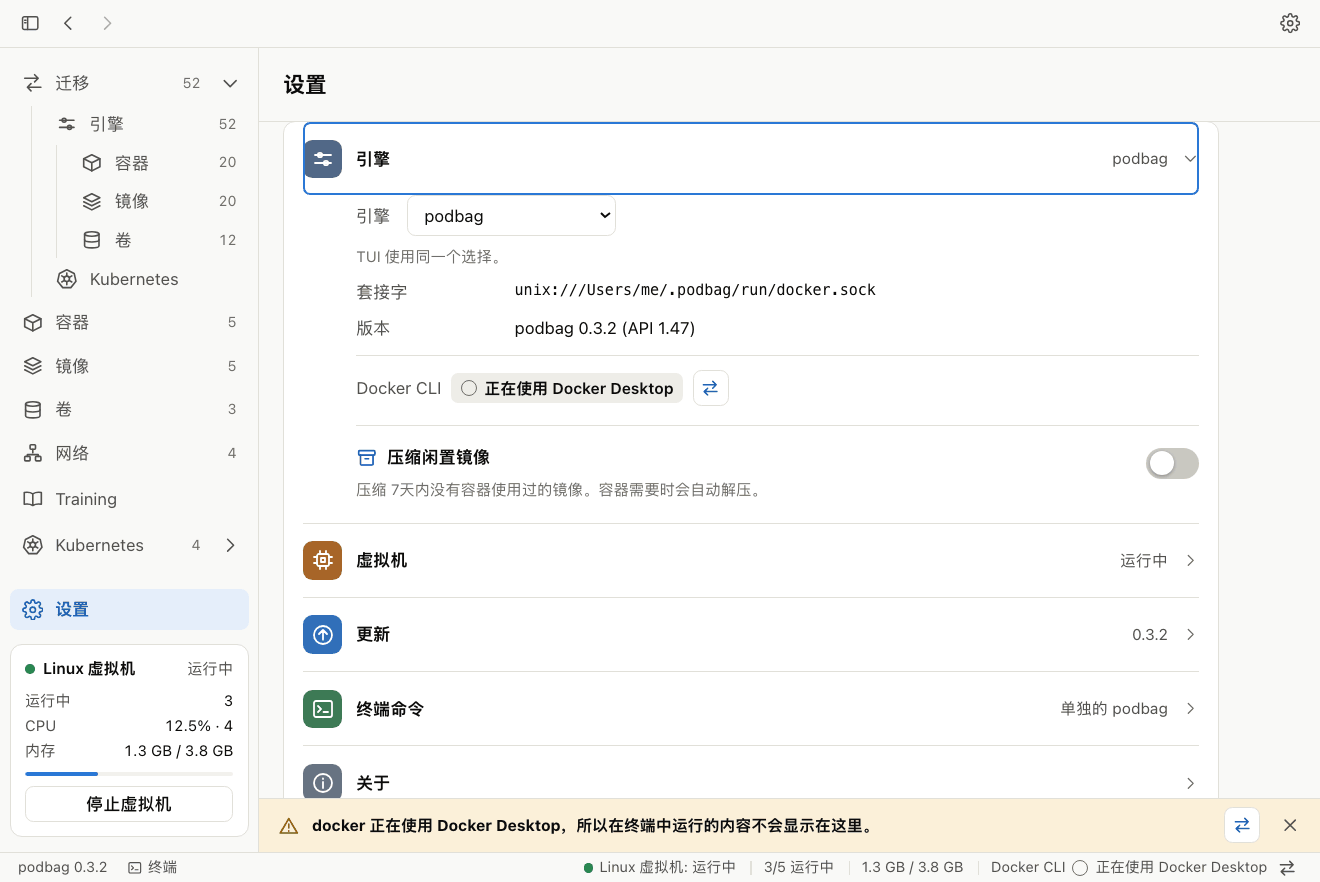 迁移 52
引擎 52
容器 20
镜像 20
卷 12
Kubernetes
容器 5
镜像 5
卷 3
网络 4
Training
Kubernetes 4
设置
Linux 虚拟机 运行中
运行中 3
CPU 12.5% · 4
内存 1.3 GB / 3.8 GB
停止虚拟机
设置
引擎 podbag
引擎 podbag
TUI 使用同一个选择。
套接字 unix:///Users/me/.podbag/run/docker.sock
版本 podbag 0.3.2 (API 1.47)
Docker CLI 正在使用 Docker Desktop
压缩闲置镜像
压缩 7天内没有容器使用过的镜像。容器需要时会自动解压。
虚拟机 运行中
更新 0.3.2
终端命令 单独的 podbag
关于
docker 正在使用 Docker Desktop，所以在终端中运行的内容不会显示在这里。
podbag 0.3.2 终端 Linux 虚拟机: 运行中 3/5 运行中 1.3 GB / 3.8 GB Docker CLI 正在使用 Docker Desktop